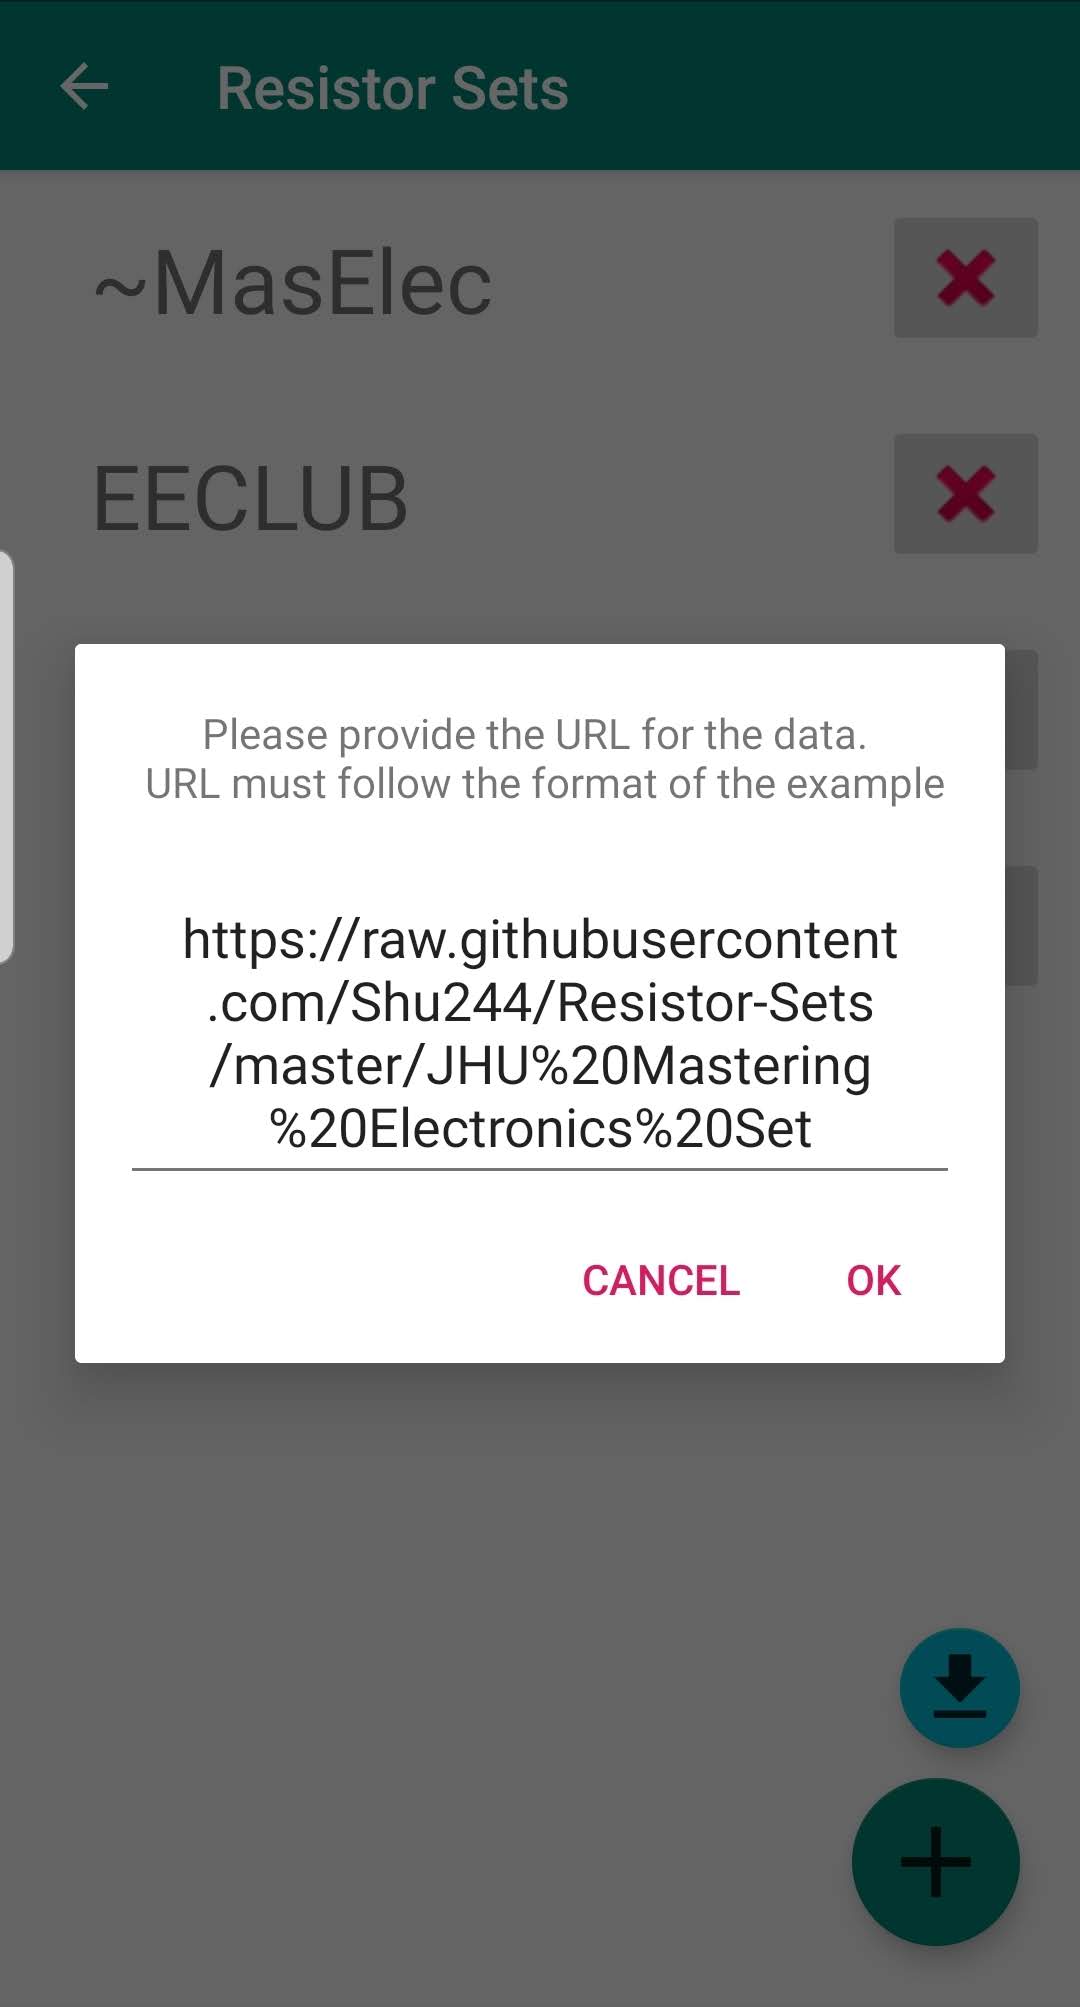 Resistor Sets
~MasElec
EECLUB
Please provide the URL for the data.
URL must follow the format of the example
https://raw.githubusercontent
.com/Shu244/Resistor-Sets
/master/JHU%20Mastering
%20Electronics%20Set
CANCEL
OK